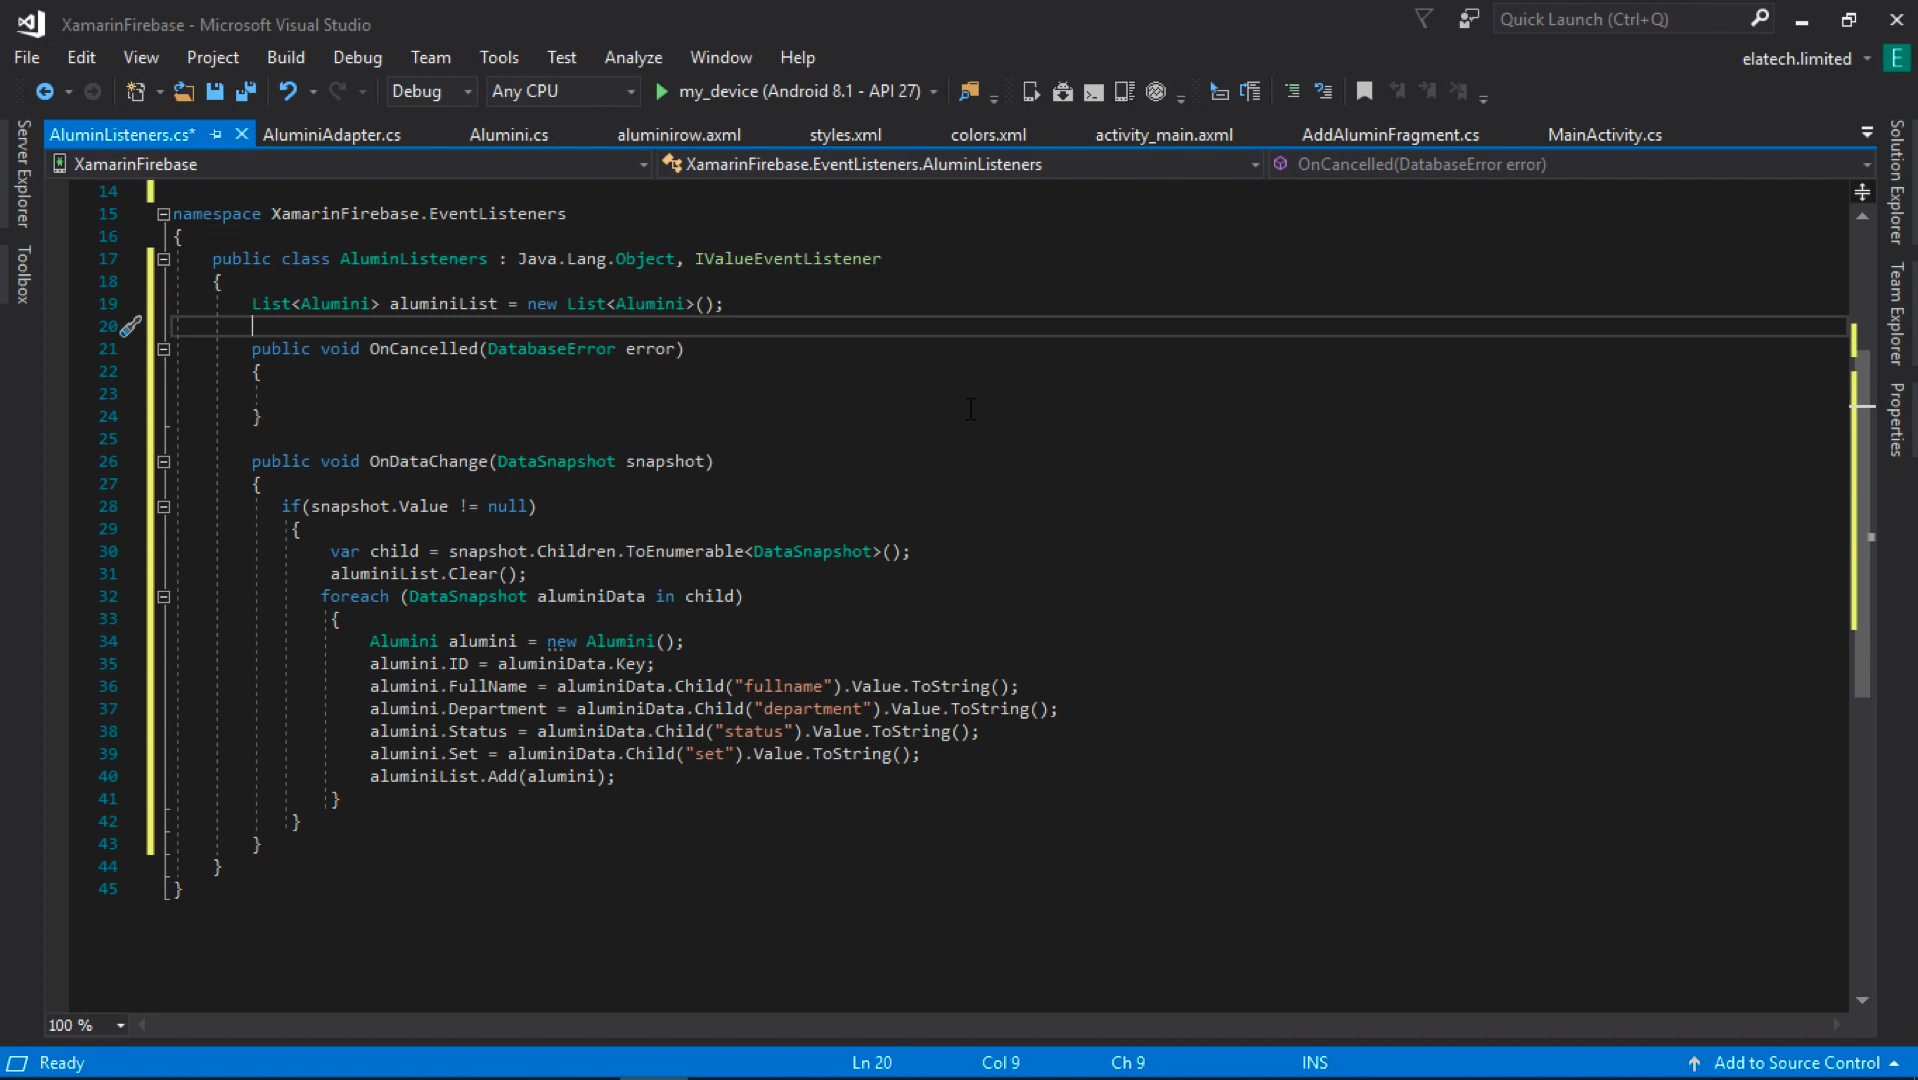 XamarinFirebase - Microsoft Visual Studio
Quick Launch (Ctrl+Q)
File Edit View Project Build Debug Team Tools Test Analyze Window Help
elatech.limited E
Debug Any CPU my_device (Android 8.1 - API 27)
AluminListeners.cs* AluminiAdapter.cs Alumini.cs aluminirow.axml styles.xml colors.xml activity_main.axml AddAluminFragment.cs MainActivity.cs
XamarinFirebase XamarinFirebase.EventListeners.AluminListeners OnCancelled(DatabaseError error)
Server Explorer
Toolbox
Solution Explorer
Team Explorer
Properties
14
15 namespace XamarinFirebase.EventListeners
16 {
17 public class AluminListeners : Java.Lang.Object, IValueEventListener
18 {
19 List<Alumini> aluminiList = new List<Alumini>();
20
21 public void OnCancelled(DatabaseError error)
22 {
23
24 }
25
26 public void OnDataChange(DataSnapshot snapshot)
27 {
28 if(snapshot.Value != null)
29 {
30 var child = snapshot.Children.ToEnumerable<DataSnapshot>();
31 aluminiList.Clear();
32 foreach (DataSnapshot aluminiData in child)
33 {
34 Alumini alumini = new Alumini();
35 alumini.ID = aluminiData.Key;
36 alumini.FullName = aluminiData.Child("fullname").Value.ToString();
37 alumini.Department = aluminiData.Child("department").Value.ToString();
38 alumini.Status = aluminiData.Child("status").Value.ToString();
39 alumini.Set = aluminiData.Child("set").Value.ToString();
40 aluminiList.Add(alumini);
41 }
42 }
43 }
44 }
45 }
100 %
Ready Ln 20 Col 9 Ch 9 INS Add to Source Control